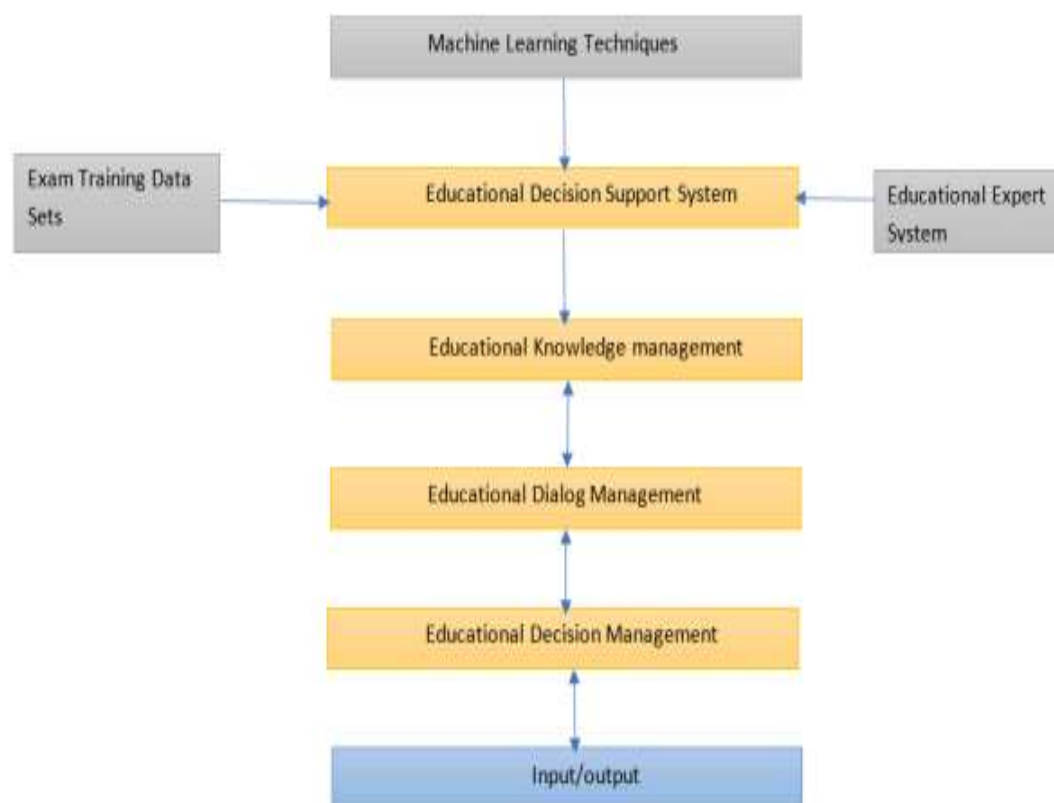 Machine Learning Techniques
Exam Training Data
Sets
Educational Decision Support System
Educational Expert
System
Educational Knowledge management
Educational Dialog Management
Educational Decision Management
Input/output